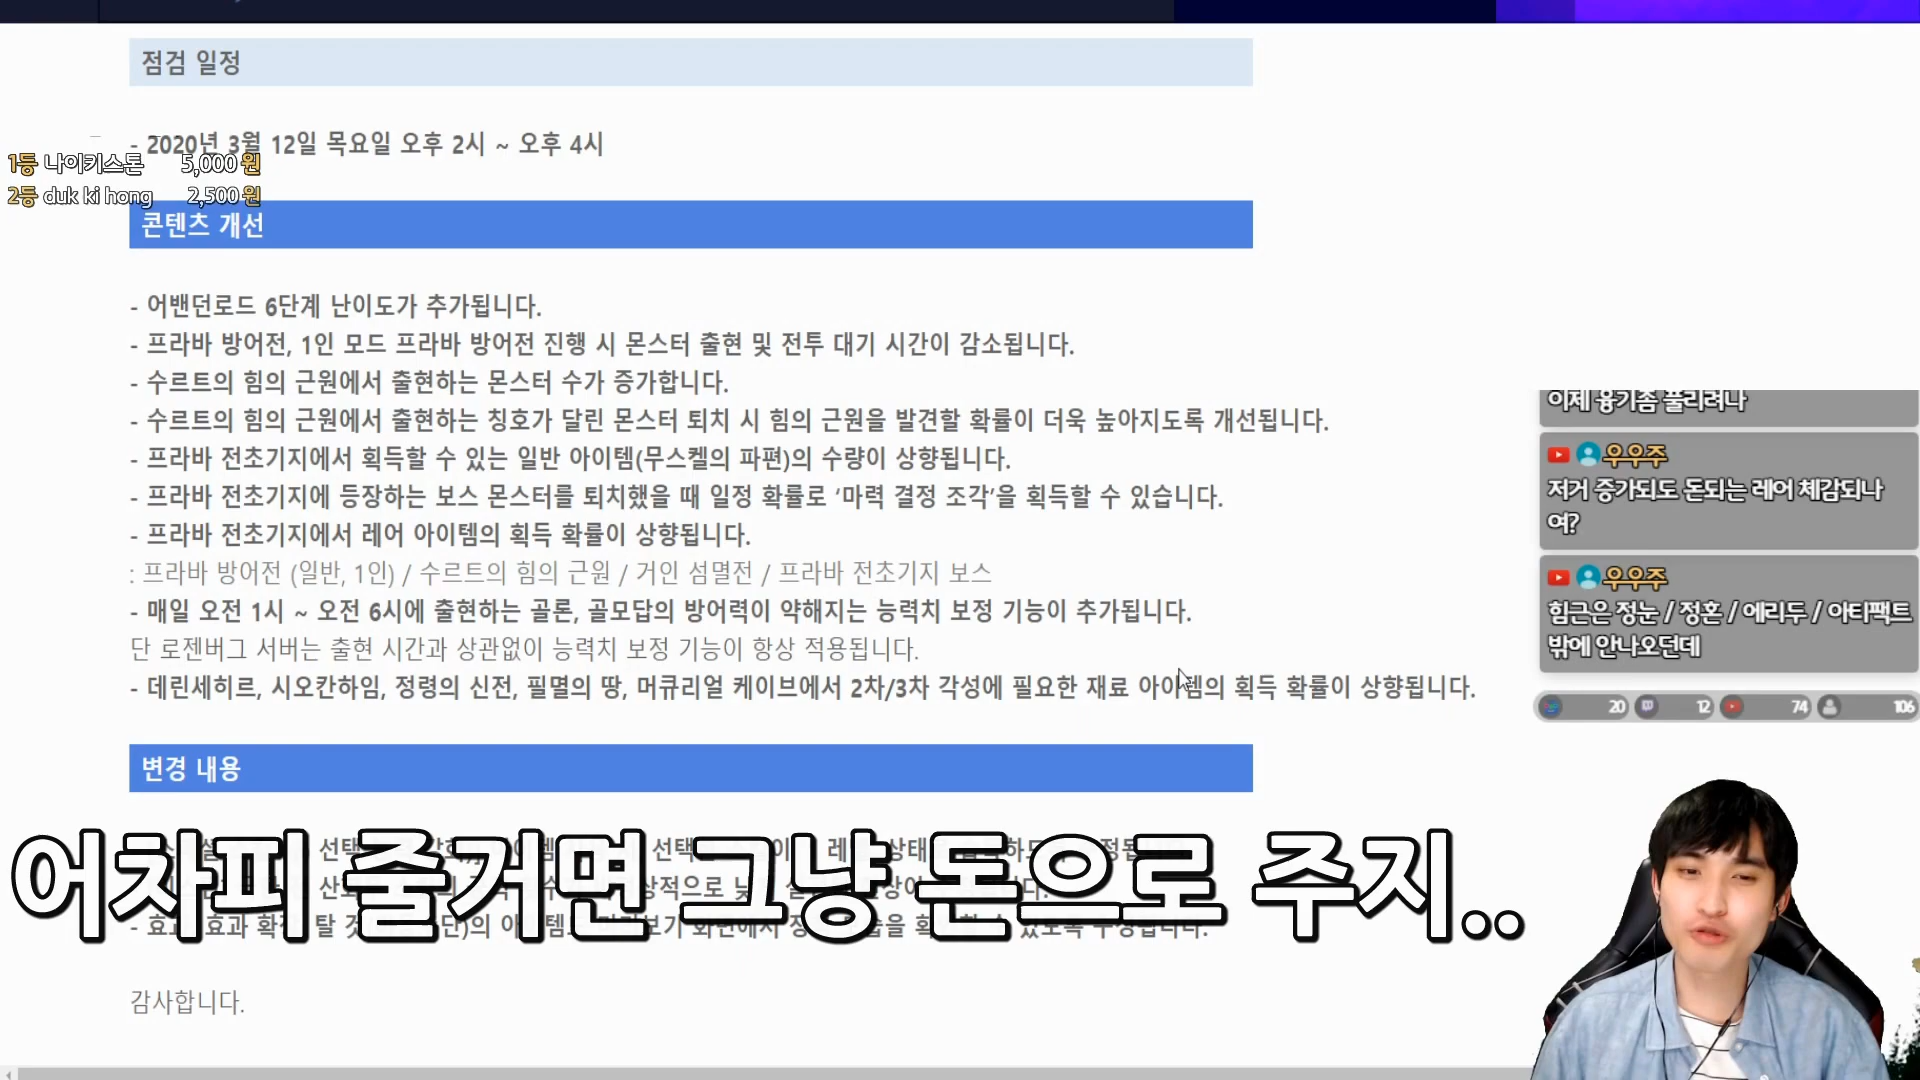 점검 일정
- 2020년 3월 12일 목요일 오후 2시 ~ 오후 4시
1등 나이키스톤 5,000 원
2등 duk ki hong 2,500 원
콘텐츠 개선
- 어밴던로드 6단계 난이도가 추가됩니다.
- 프라바 방어전, 1인 모드 프라바 방어전 진행 시 몬스터 출현 및 전투 대기 시간이 감소됩니다.
- 수르트의 힘의 근원에서 출현하는 몬스터 수가 증가합니다.
- 수르트의 힘의 근원에서 출현하는 칭호가 달린 몬스터 퇴치 시 힘의 근원을 발견할 확률이 더욱 높아지도록 개선됩니다.
- 프라바 전초기지에서 획득할 수 있는 일반 아이템(무스켈의 파편)의 수량이 상향됩니다.
- 프라바 전초기지에 등장하는 보스 몬스터를 퇴치했을 때 일정 확률로 ‘마력 결정 조각’을 획득할 수 있습니다.
- 프라바 전초기지에서 레어 아이템의 획득 확률이 상향됩니다.
: 프라바 방어전 (일반, 1인) / 수르트의 힘의 근원 / 거인 섬멸전 / 프라바 전초기지 보스
- 매일 오전 1시 ~ 오전 6시에 출현하는 골론, 골모답의 방어력이 약해지는 능력치 보정 기능이 추가됩니다.
단 로젠버그 서버는 출현 시간과 상관없이 능력치 보정 기능이 항상 적용됩니다.
- 데린세히르, 시오칸하임, 정령의 신전, 필멸의 땅, 머큐리얼 케이브에서 2차/3차 각성에 필요한 재료 아이템의 획득 확률이 상향됩니다.
변경 내용
어차피 줄거면 그냥 돈으로 주지..
감사합니다.
이제 용기좀 풀리려나
우우주
저거 증가되도 돈되는 레어 체감되나
여?
우우주
힘근은 정눈 / 정혼 / 에리두 / 아티팩트
밖에 안나오던데
20 12 74 106